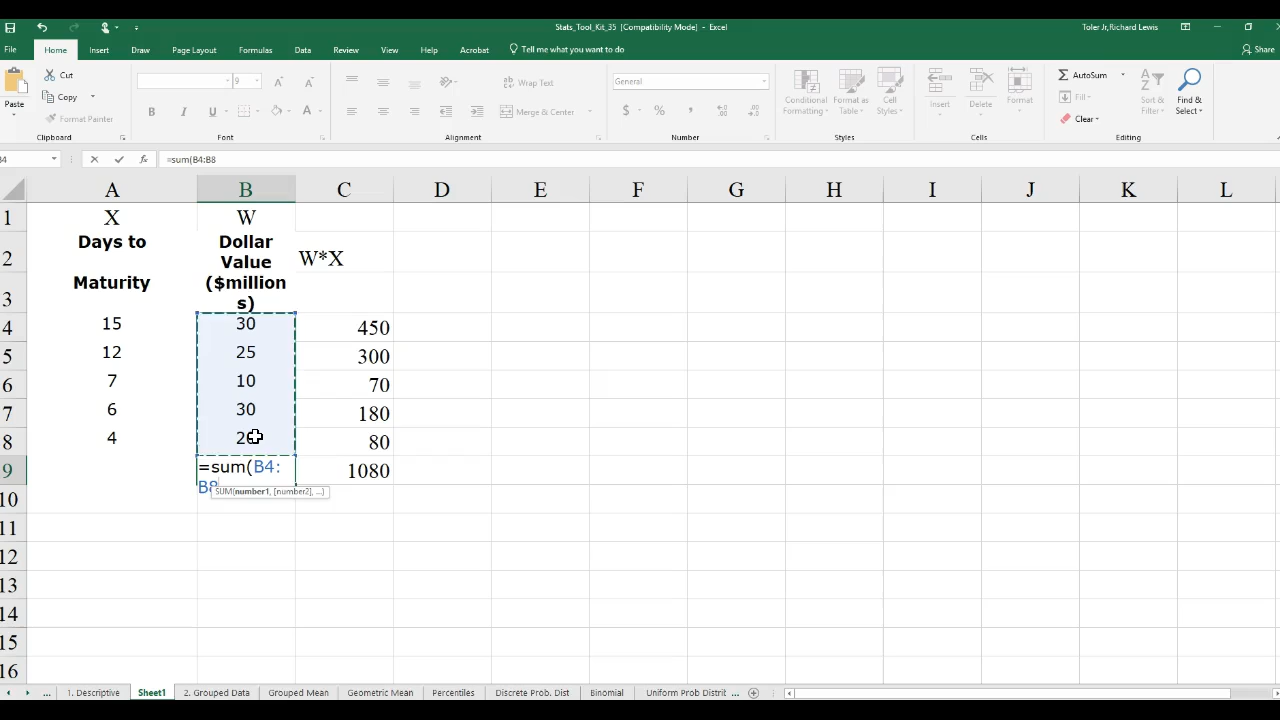 Stats_Tool_Kit_35 [Compatibility Mode] - Excel
Toler Jr,Richard Lewis
File Home Insert Draw Page Layout Formulas Data Review View Help Acrobat Tell me what you want to do Share
Paste
Cut
Copy
Format Painter
9
Wrap Text
Merge & Center
General
Conditional Formatting
Format as Table
Cell Styles
Insert
Delete
Format
AutoSum
Fill
Clear
Sort & Filter
Find & Select
Clipboard Font Alignment Number Styles Cells Editing
=sum(B4:B8
A B C D E F G H I J K L
1 X W
2 Days to Dollar Value W*X
3 Maturity ($millions)
4 15 30 450
5 12 25 300
6 7 10 70
7 6 30 180
8 4 80
9 =sum(B4: 1080
B8
SUM(number1, [number2], ...)
10
11
12
13
14
15
16
... 1. Descriptive Sheet1 2. Grouped Data Grouped Mean Geometric Mean Percentiles Discrete Prob. Dist Binomial Uniform Prob Distrit ...